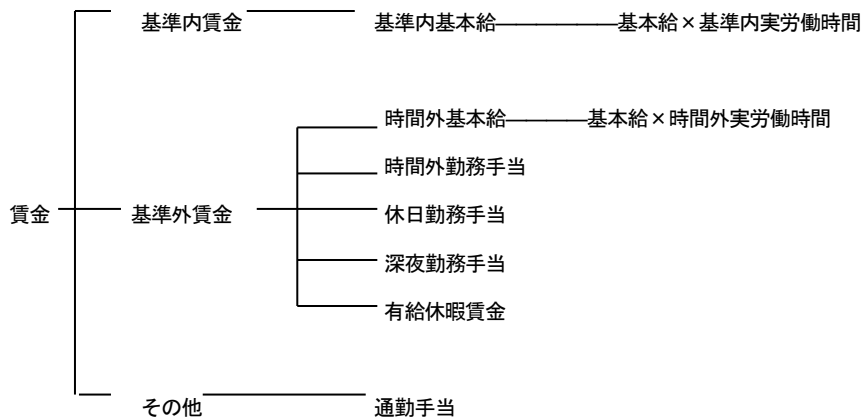 基準内賃金 基準内基本給 基本給×基準内実労働時間
時間外基本給 基本給×時間外実労働時間
時間外勤務手当
賃金 基準外賃金 休日勤務手当
深夜勤務手当
有給休暇賃金
その他 通勤手当